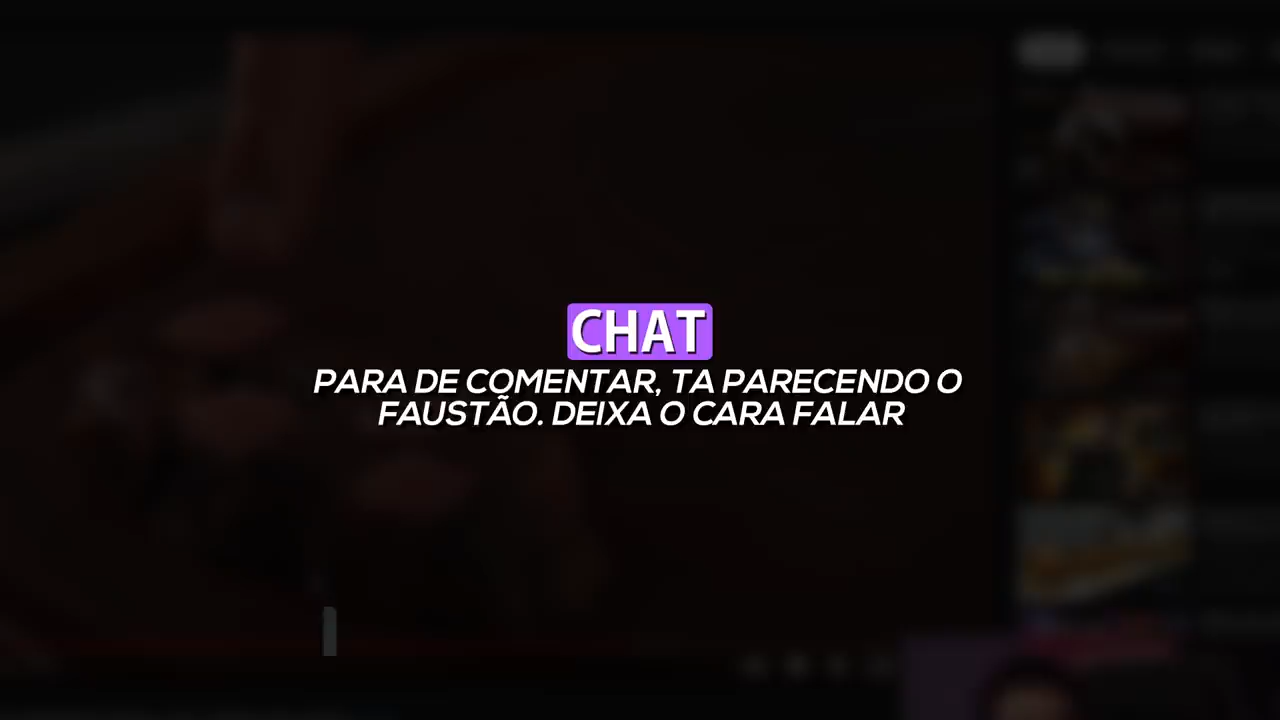 CHAT
PARA DE COMENTAR, TA PARECENDO O
FAUSTÃO. DEIXA O CARA FALAR